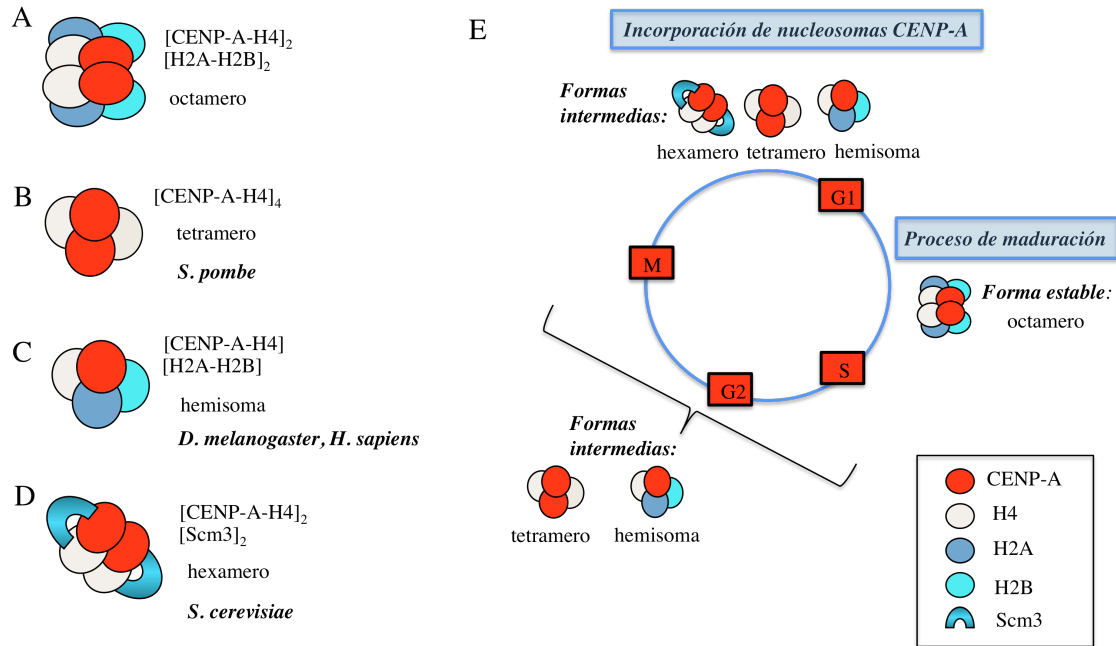 A
[CENP-A-H4]2
[H2A-H2B]2
octamero
B
[CENP-A-H4]4
tetramero
S. pombe
C
[CENP-A-H4]
[H2A-H2B]
hemisoma
D. melanogaster, H. sapiens
D
[CENP-A-H4]2
[Scm3]2
hexamero
S. cerevisiae
E
Incorporación de nucleosomas CENP-A
Formas
intermedias:
hexamero tetramero hemisoma
G1
M
S
G2
Proceso de maduración
Forma estable:
octamero
Formas
intermedias:
tetramero hemisoma
CENP-A
H4
H2A
H2B
Scm3